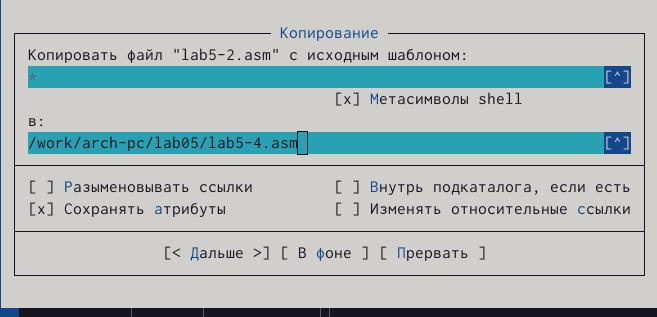 Копирование
Копировать файл "lab5-2.asm" с исходным шаблоном:
* [^]
[x] Метасимволы shell
в:
/work/arch-pc/lab05/lab5-4.asm [^]
[ ] Разыменовывать ссылки [ ] Внутрь подкаталога, если есть
[x] Сохранять атрибуты [ ] Изменять относительные ссылки
[< Дальше >] [ В фоне ] [ Прервать ]